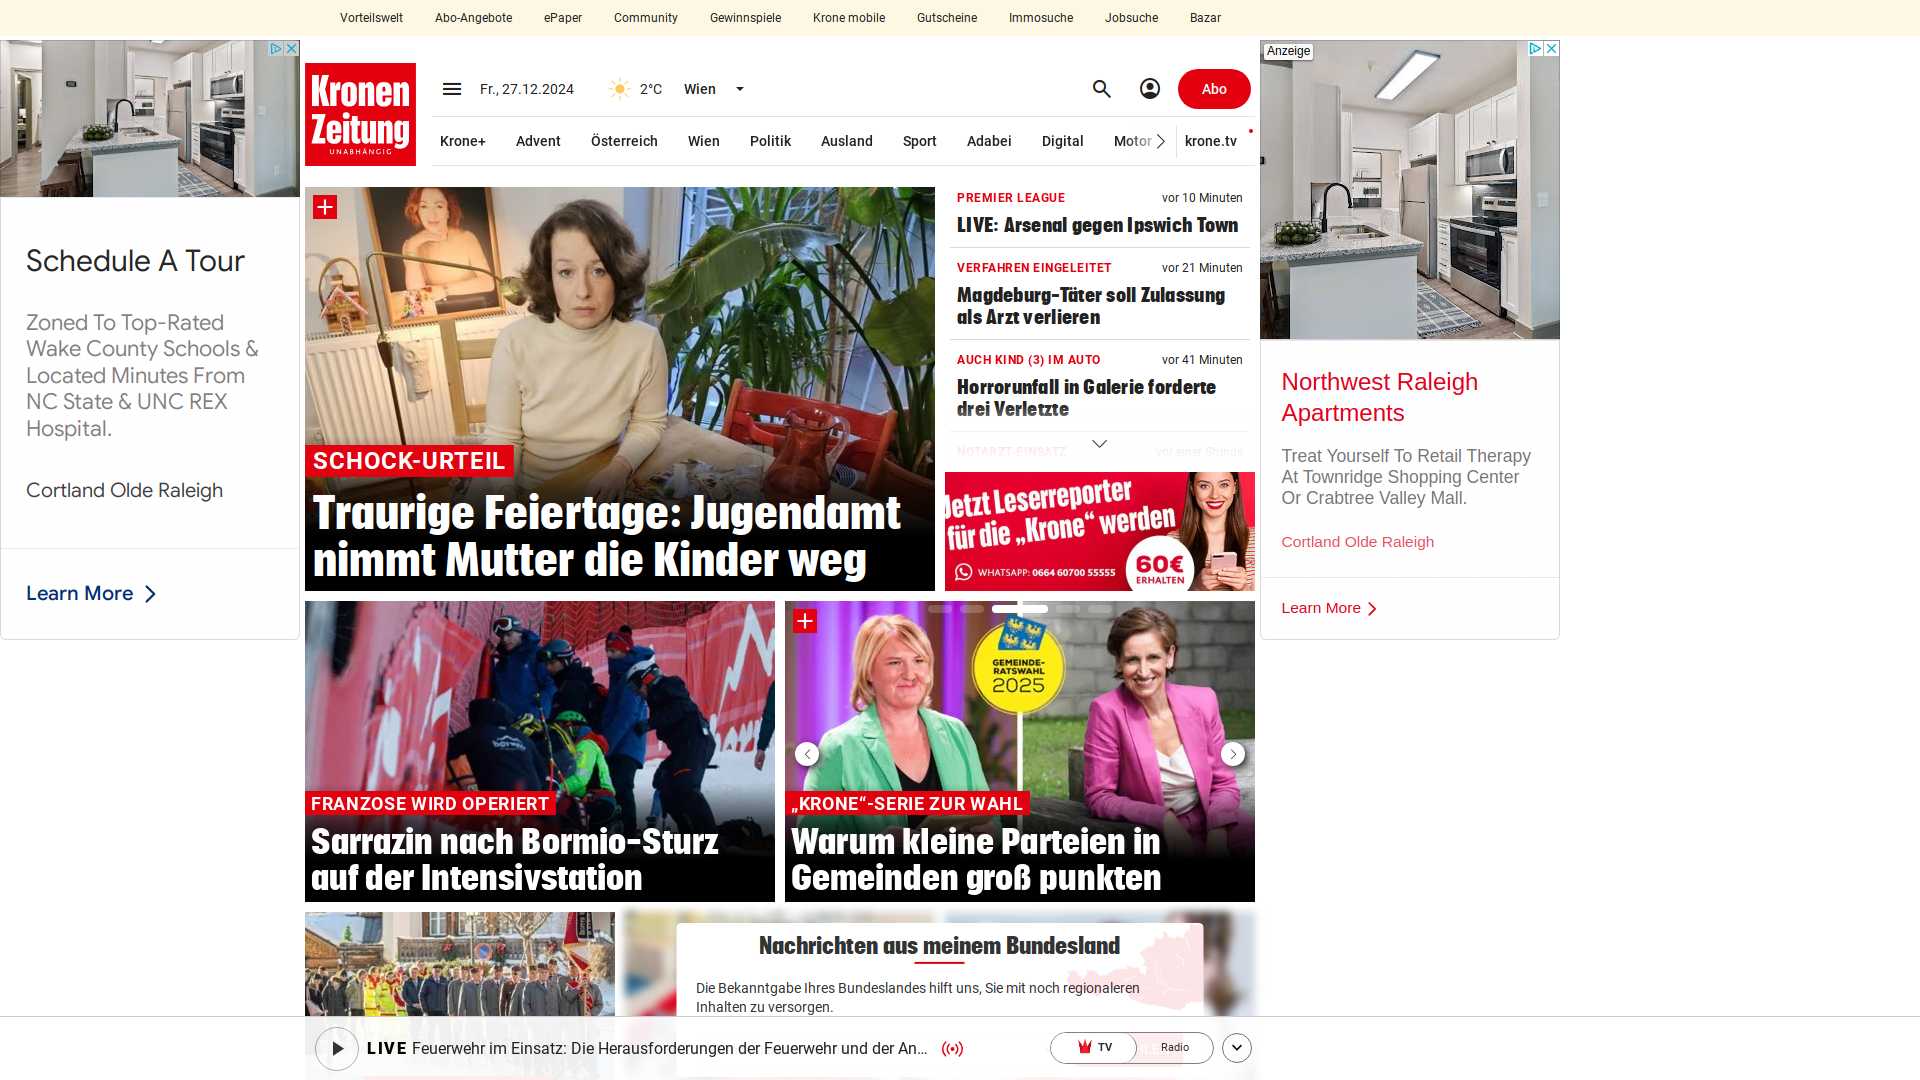 Vorteilswelt Abo-Angebote ePaper Community Gewinnspiele Krone mobile Gutscheine Immosuche Jobsuche Bazar
Kronen
Zeitung
UNABHÄNGIG
Fr., 27.12.2024 2°C Wien
Abo
Krone+ Advent Österreich Wien Politik Ausland Sport Adabei Digital Motor krone.tv
Schedule A Tour
Zoned To Top-Rated
Wake County Schools &
Located Minutes From
NC State & UNC REX
Hospital.
Cortland Olde Raleigh
Learn More
SCHOCK-URTEIL
Traurige Feiertage: Jugendamt
nimmt Mutter die Kinder weg
PREMIER LEAGUE vor 10 Minuten
LIVE: Arsenal gegen Ipswich Town
VERFAHREN EINGELEITET vor 21 Minuten
Magdeburg-Täter soll Zulassung
als Arzt verlieren
AUCH KIND (3) IM AUTO vor 41 Minuten
Horrorunfall in Galerie forderte
drei Verletzte
NOTARZT-EINSATZ vor einer Stunde
Jetzt Leserreporter
für die „Krone“ werden
WHATSAPP: 0664 60700 55555
60€
ERHALTEN
Anzeige
Northwest Raleigh
Apartments
Treat Yourself To Retail Therapy
At Townridge Shopping Center
Or Crabtree Valley Mall.
Cortland Olde Raleigh
Learn More
FRANZOSE WIRD OPERIERT
Sarrazin nach Bormio-Sturz
auf der Intensivstation
GEMEINDE-
RATSWAHL
2025
„KRONE“-SERIE ZUR WAHL
Warum kleine Parteien in
Gemeinden groß punkten
Nachrichten aus meinem Bundesland
Die Bekanntgabe Ihres Bundeslandes hilft uns, Sie mit noch regionaleren
Inhalten zu versorgen.
LIVE Feuerwehr im Einsatz: Die Herausforderungen der Feuerwehr und der An...
TV Radio